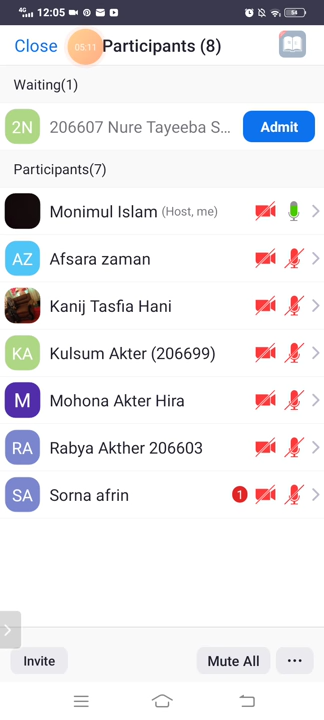 4G 12:05 54
Close 05:11 Participants (8)
Waiting(1)
2N 206607 Nure Tayeeba S... Admit
Participants(7)
Monimul Islam (Host, me)
AZ Afsara zaman
Kanij Tasfia Hani
KA Kulsum Akter (206699)
M Mohona Akter Hira
RA Rabya Akther 206603
SA Sorna afrin 1
Invite Mute All ...